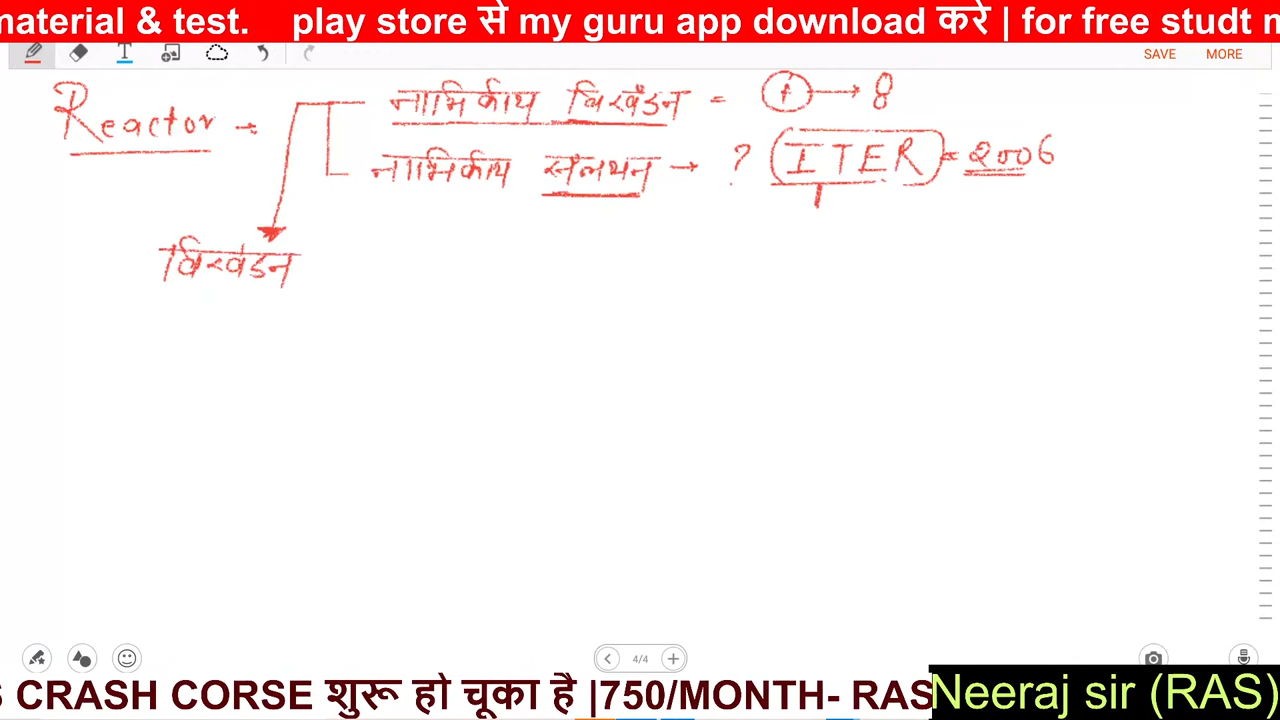 material & test. play store से my guru app download करे | for free studt n
SAVE MORE
Reactor → नाभिकीय विखंडन = → 8
नाभिकीय संलयन → ? (ITER) = 2006
विखंडन
4/4
S CRASH CORSE शुरू हो चूका है |750/MONTH- RAS
Neeraj sir (RAS)